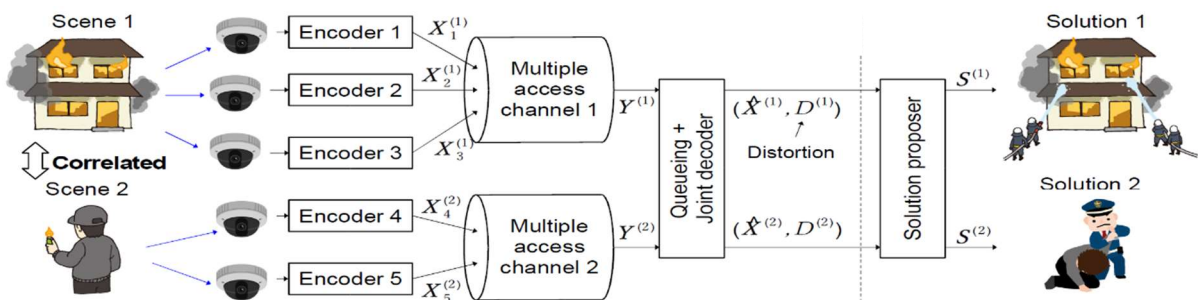 Scene 1
Correlated
Scene 2
Encoder 1
Encoder 2
Encoder 3
Encoder 4
Encoder 5
X_1^{(1)}
X_2^{(1)}
X_3^{(1)}
X_4^{(2)}
X_5^{(2)}
Multiple
access
channel 1
Multiple
access
channel 2
Y^{(1)}
Y^{(2)}
Queueing +
Joint decoder
(X̂^{(1)}, D^{(1)})
Distortion
(X̂^{(2)}, D^{(2)})
Solution proposer
S^{(1)}
S^{(2)}
Solution 1
Solution 2